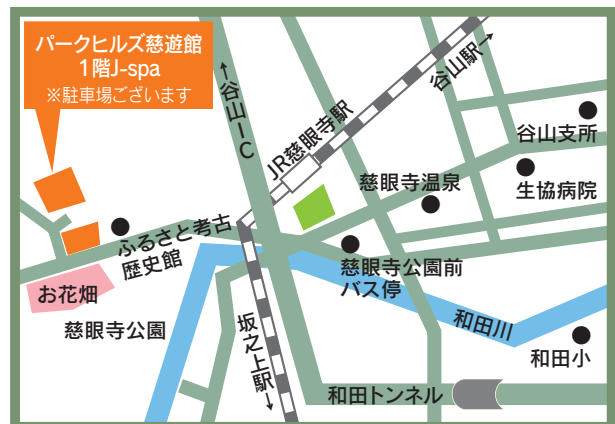 パークヒルズ慈遊館
1階J-spa
※駐車場ございます
←谷山IC
JR慈眼寺駅
谷山駅→
谷山支所
生協病院
慈眼寺温泉
ふるさと考古
歴史館
お花畑
慈眼寺公園
慈眼寺公園前
バス停
坂之上駅→
和田川
和田小
和田トンネル